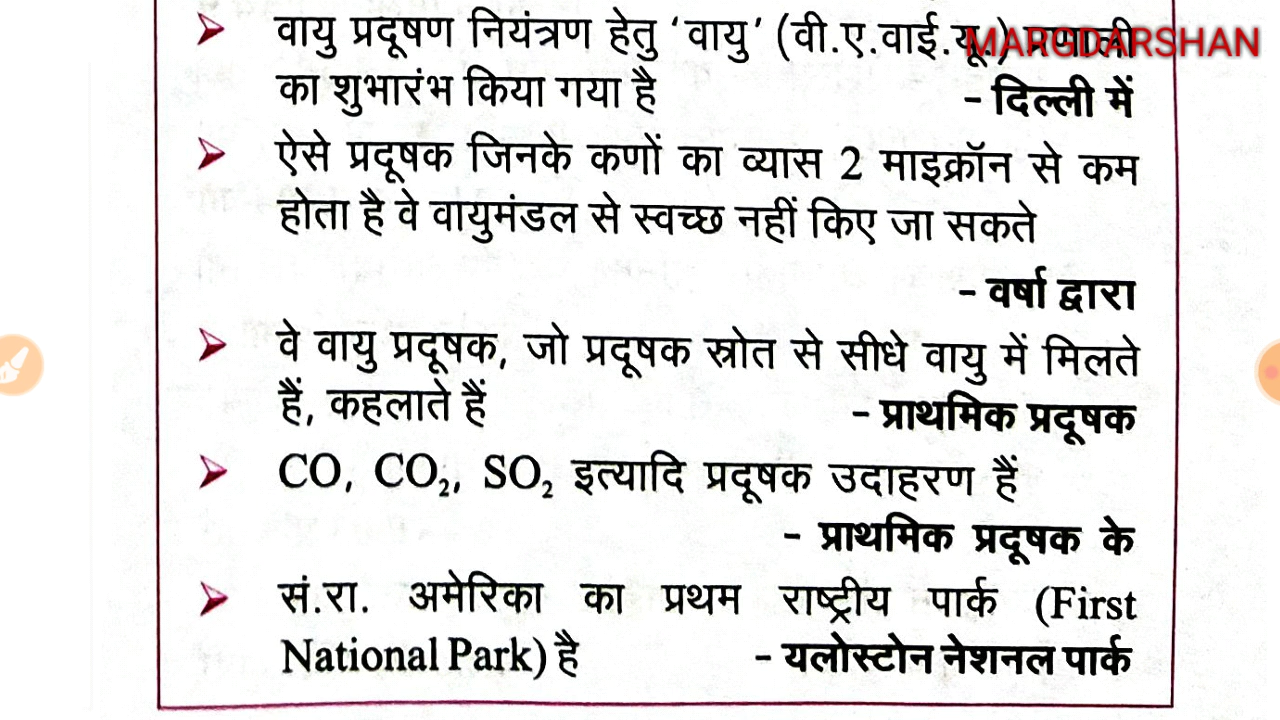 वायु प्रदूषण नियंत्रण हेतु ‘वायु’ (वी.ए.वाई.यू.)
MARGDARSHAN
का शुभारंभ किया गया है – दिल्ली में
ऐसे प्रदूषक जिनके कणों का व्यास 2 माइक्रॉन से कम
होता है वे वायुमंडल से स्वच्छ नहीं किए जा सकते
– वर्षा द्वारा
वे वायु प्रदूषक, जो प्रदूषक स्रोत से सीधे वायु में मिलते
हैं, कहलाते हैं – प्राथमिक प्रदूषक
CO, CO₂, SO₂ इत्यादि प्रदूषक उदाहरण हैं
– प्राथमिक प्रदूषक के
सं.रा. अमेरिका का प्रथम राष्ट्रीय पार्क (First
National Park) है – यलोस्टोन नेशनल पार्क